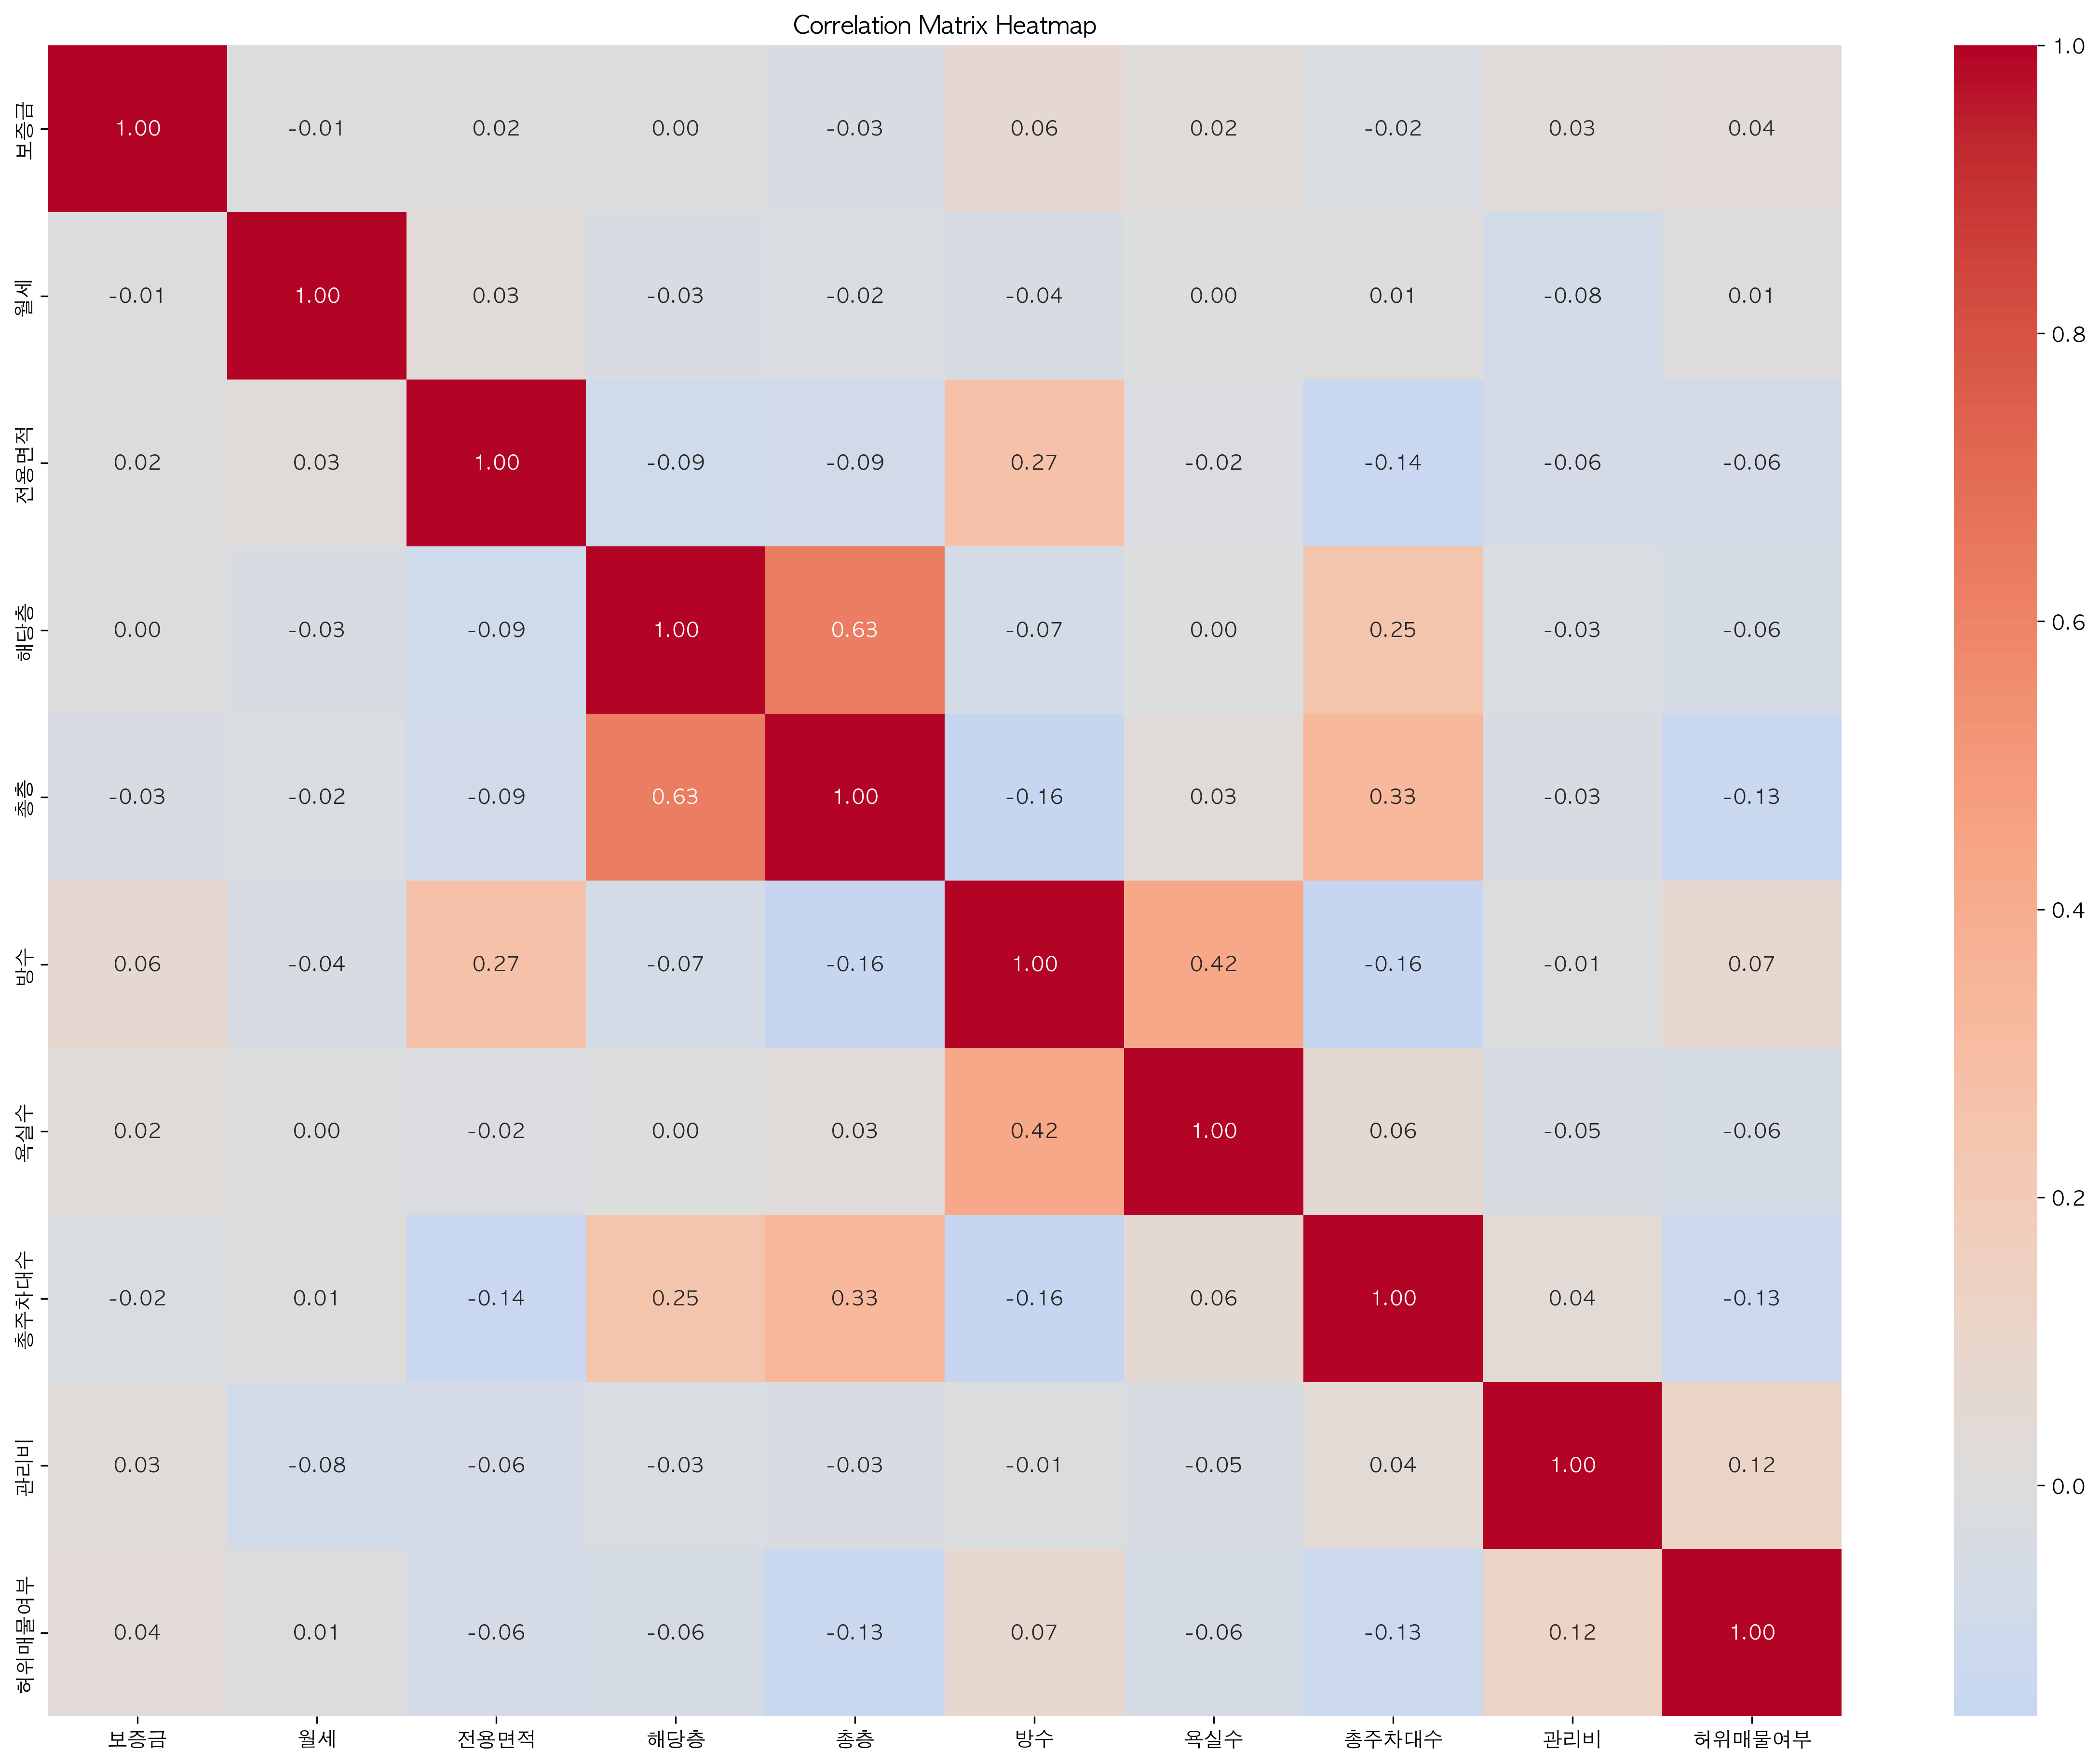 Correlation Matrix Heatmap
보증금 1.00 -0.01 0.02 0.00 -0.03 0.06 0.02 -0.02 0.03 0.04
월세 -0.01 1.00 0.03 -0.03 -0.02 -0.04 0.00 0.01 -0.08 0.01
전용면적 0.02 0.03 1.00 -0.09 -0.09 0.27 -0.02 -0.14 -0.06 -0.06
해당층 0.00 -0.03 -0.09 1.00 0.63 -0.07 0.00 0.25 -0.03 -0.06
총층 -0.03 -0.02 -0.09 0.63 1.00 -0.16 0.03 0.33 -0.03 -0.13
방수 0.06 -0.04 0.27 -0.07 -0.16 1.00 0.42 -0.16 -0.01 0.07
욕실수 0.02 0.00 -0.02 0.00 0.03 0.42 1.00 0.06 -0.05 -0.06
총주차대수 -0.02 0.01 -0.14 0.25 0.33 -0.16 0.06 1.00 0.04 -0.13
관리비 0.03 -0.08 -0.06 -0.03 -0.03 -0.01 -0.05 0.04 1.00 0.12
허위매물여부 0.04 0.01 -0.06 -0.06 -0.13 0.07 -0.06 -0.13 0.12 1.00
보증금 월세 전용면적 해당층 총층 방수 욕실수 총주차대수 관리비 허위매물여부
1.0
0.8
0.6
0.4
0.2
0.0